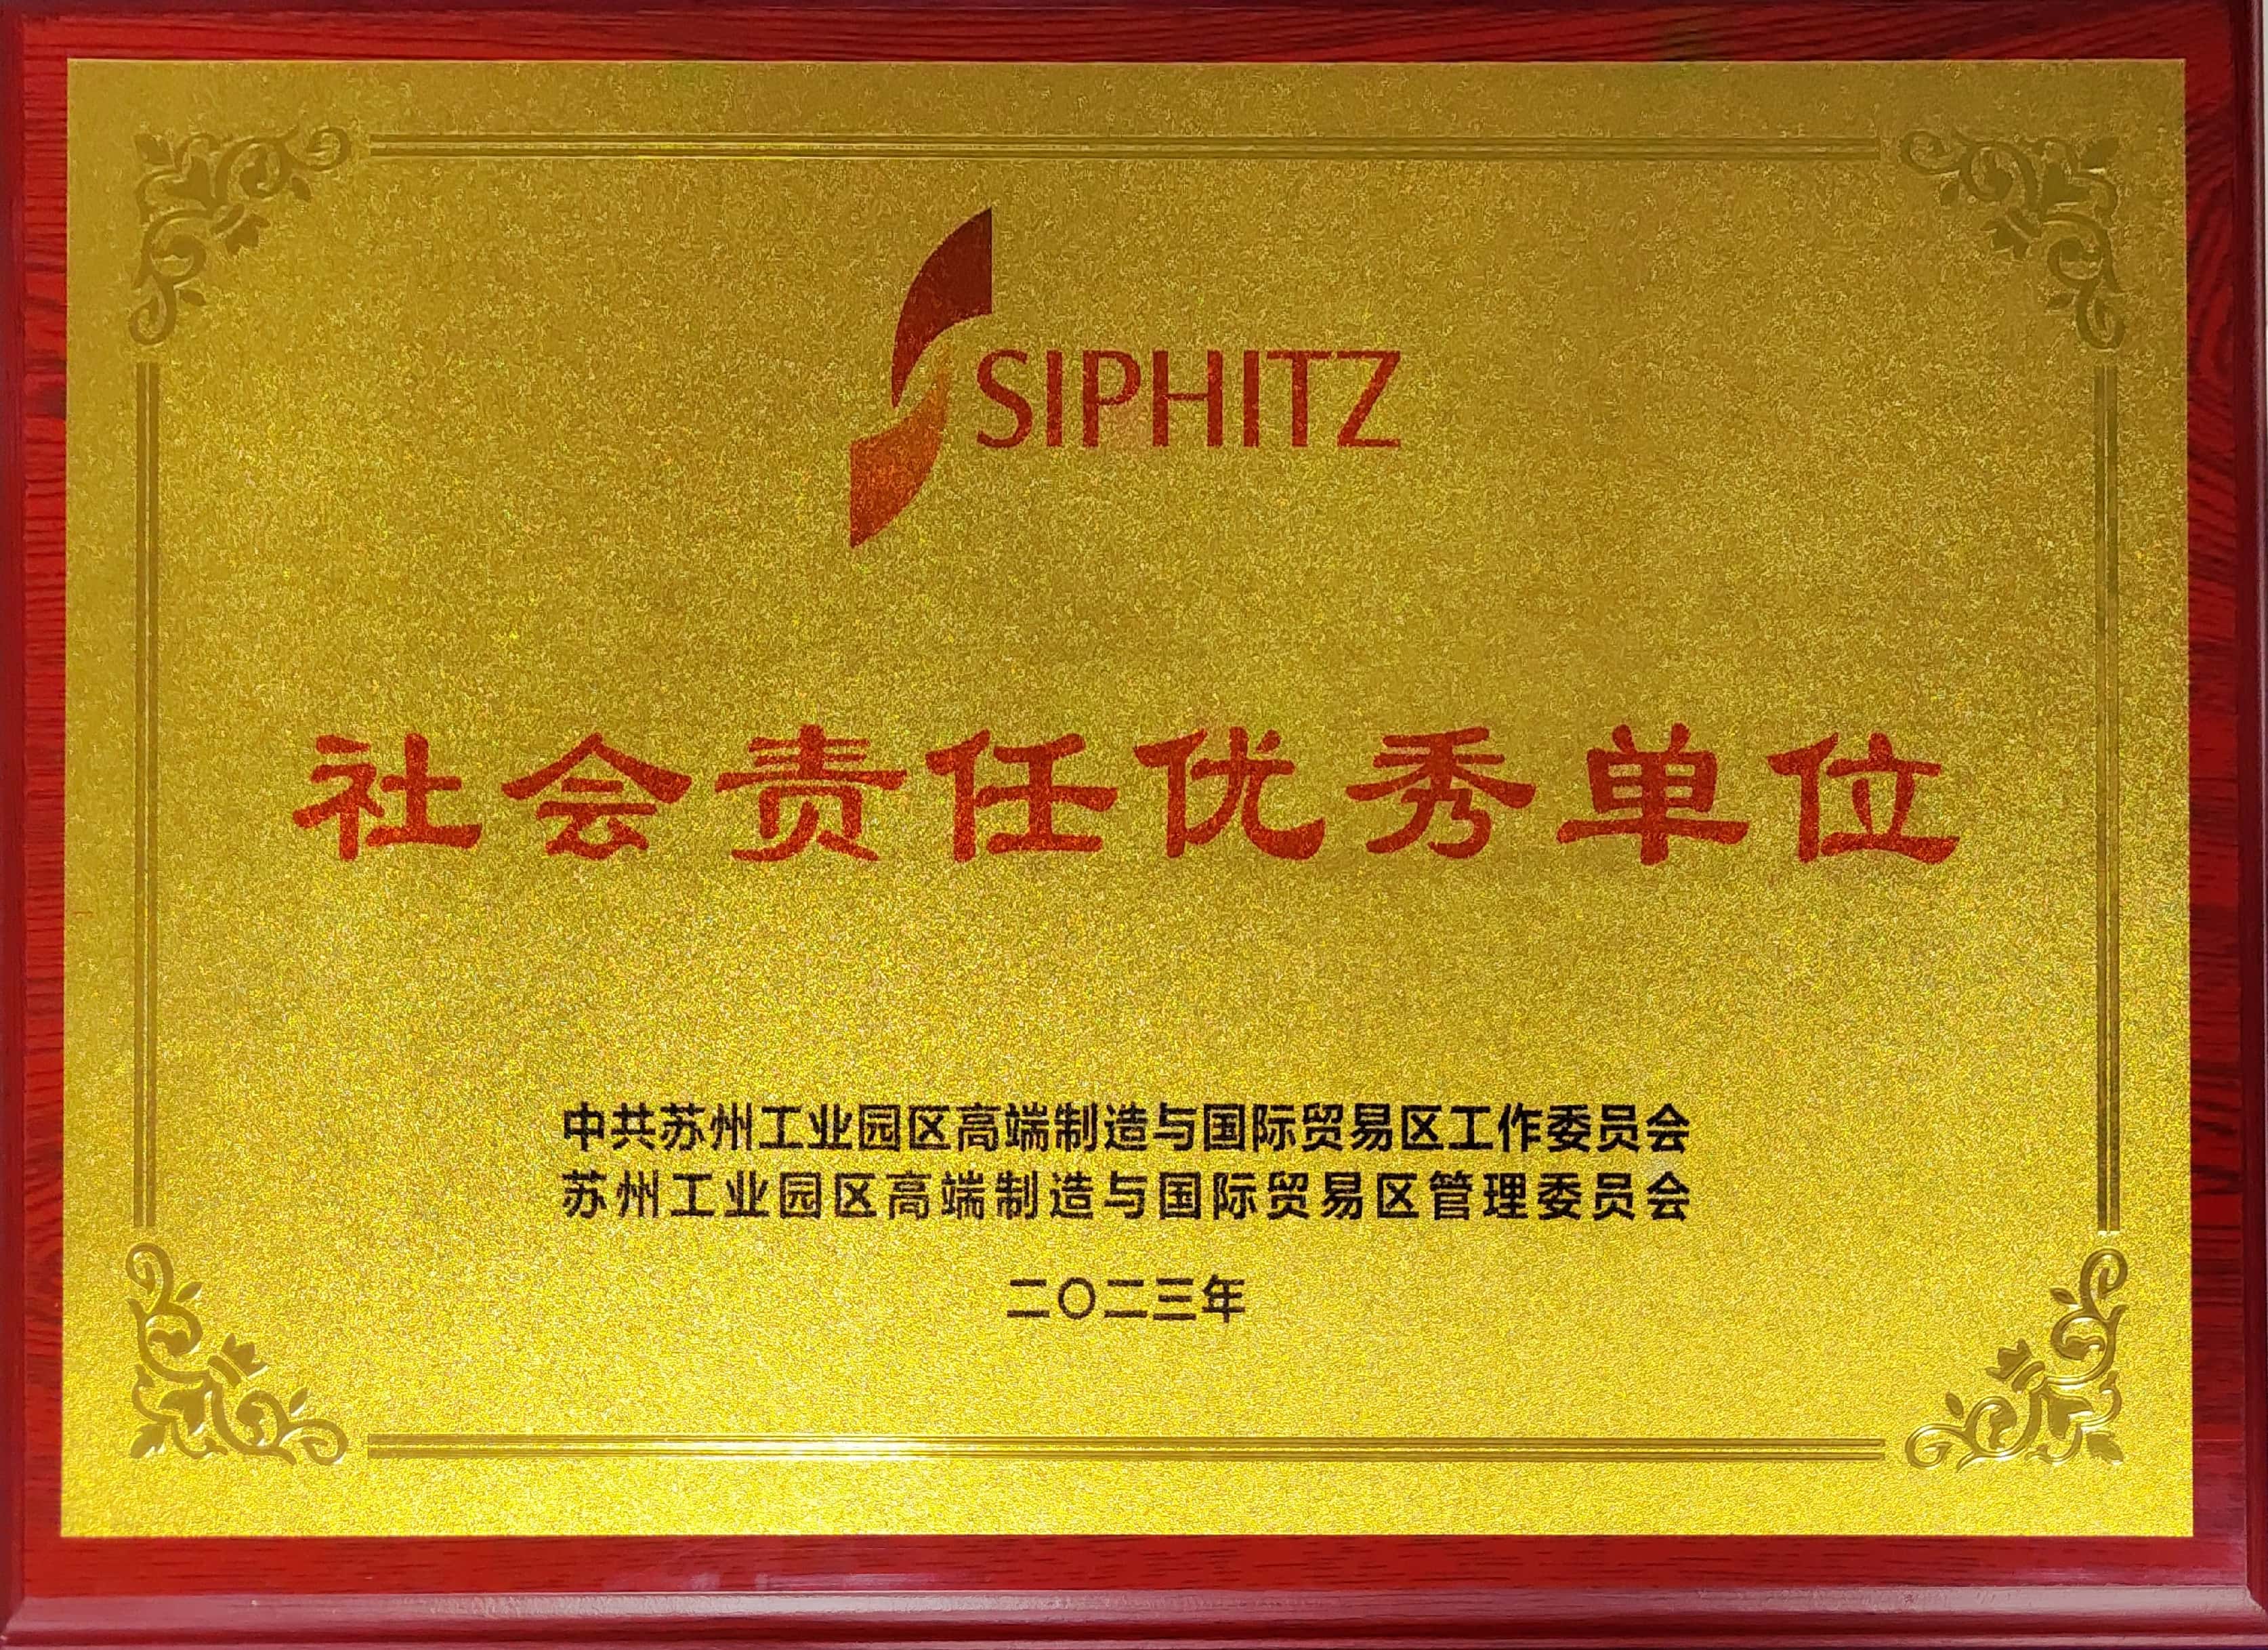 SIPHITZ
社会责任优秀单位
中共苏州工业园区高端制造与国际贸易区工作委员会
苏州工业园区高端制造与国际贸易区管理委员会
二〇二三年